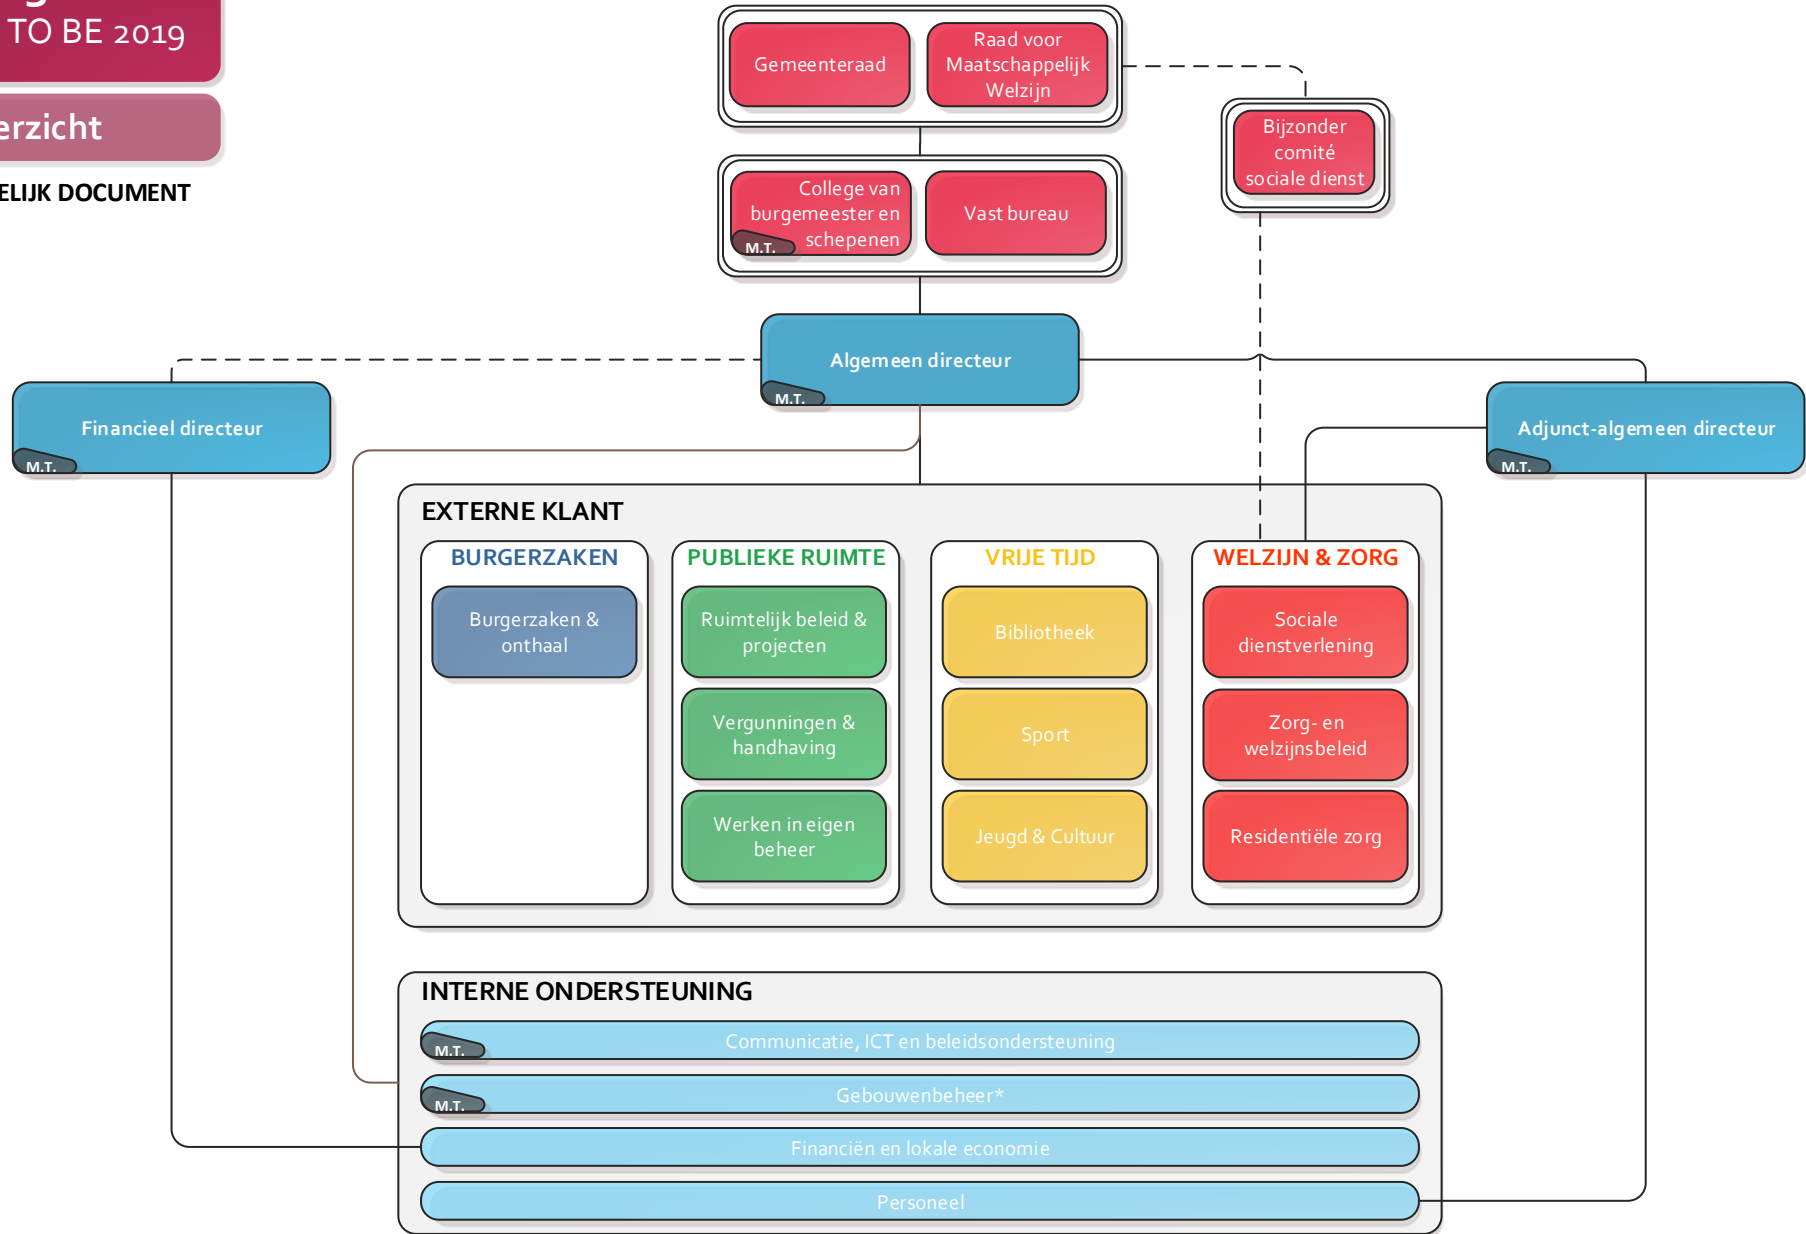 TO BE 2019
erzicht
ELIJK DOCUMENT
Gemeenteraad
Raad voor
Maatschappelijk
Welzijn
Bijzonder
comité
sociale dienst
College van
burgemeester en
schepenen
M.T.
Vast bureau
Algemeen directeur
M.T.
Financieel directeur
M.T.
Adjunct-algemeen directeur
M.T.
EXTERNE KLANT
BURGERZAKEN
Burgerzaken &
onthaal
PUBLIEKE RUIMTE
Ruimtelijk beleid &
projecten
Vergunningen &
handhaving
Werken in eigen
beheer
VRIJE TIJD
Bibliotheek
Sport
Jeugd & Cultuur
WELZIJN & ZORG
Sociale
dienstverlening
Zorg- en
welzijnsbeleid
Residentiële zorg
INTERNE ONDERSTEUNING
Communicatie, ICT en beleidsondersteuning
M.T.
Gebouwenbeheer*
M.T.
Financiën en lokale economie
Personeel